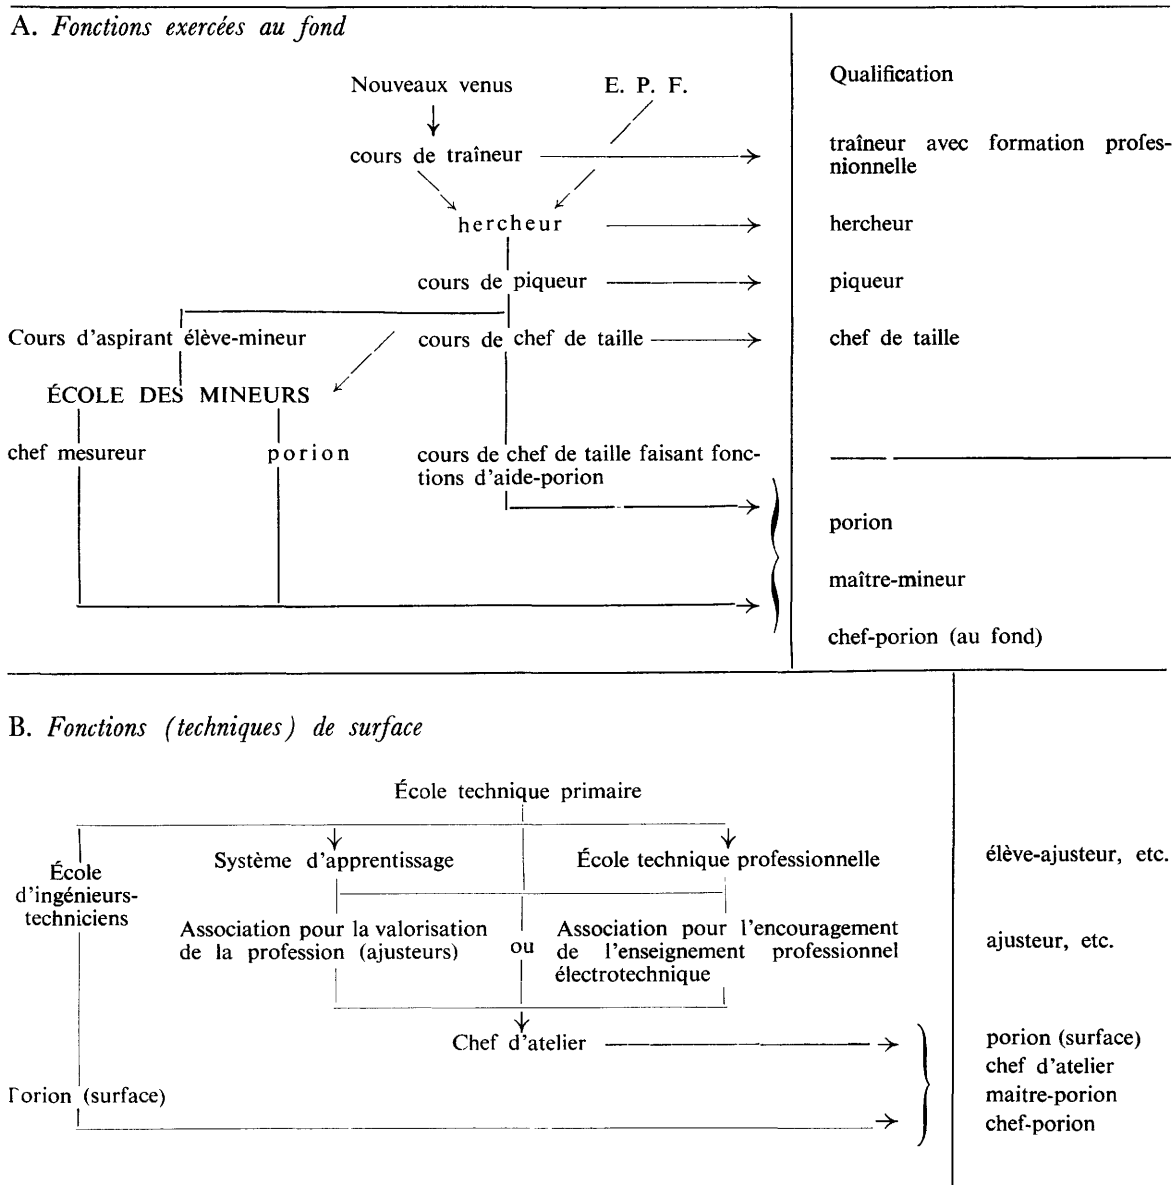 A. Fonctions exercées au fond
Qualification
Nouveaux venus
E. P. F.
cours de traîneur
traîneur avec formation profes-
nionnelle
hercheur
hercheur
cours de piqueur
piqueur
Cours d'aspirant élève-mineur
cours de chef de taille
chef de taille
ÉCOLE DES MINEURS
chef mesureur
porion
cours de chef de taille faisant fonc-
tions d'aide-porion
porion
maître-mineur
chef-porion (au fond)
B. Fonctions (techniques) de surface
École technique primaire
École
d'ingénieurs-
techniciens
Système d'apprentissage
École technique professionnelle
élève-ajusteur, etc.
Association pour la valorisation
de la profession (ajusteurs)
ou
Association pour l'encouragement
de l'enseignement professionnel
électrotechnique
ajusteur, etc.
Chef d'atelier
porion (surface)
chef d'atelier
Porion (surface)
maitre-porion
chef-porion